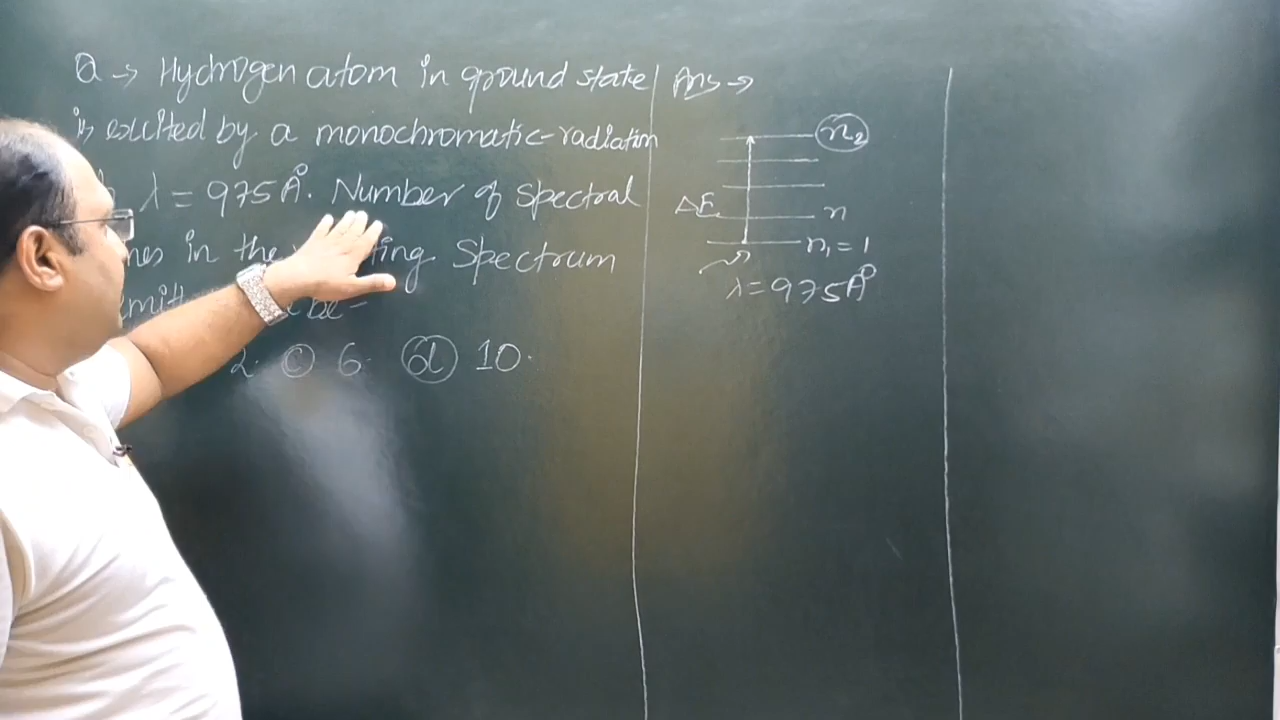 Q → Hydrogen atom in ground state
is excited by a monochromatic-radiation
λ = 975 Å. Number of spectral
in the Spectrum
2. (c) 6. (d) 10.
Ans →
n₂
ΔE
n
n₁ = 1
λ = 975 Å